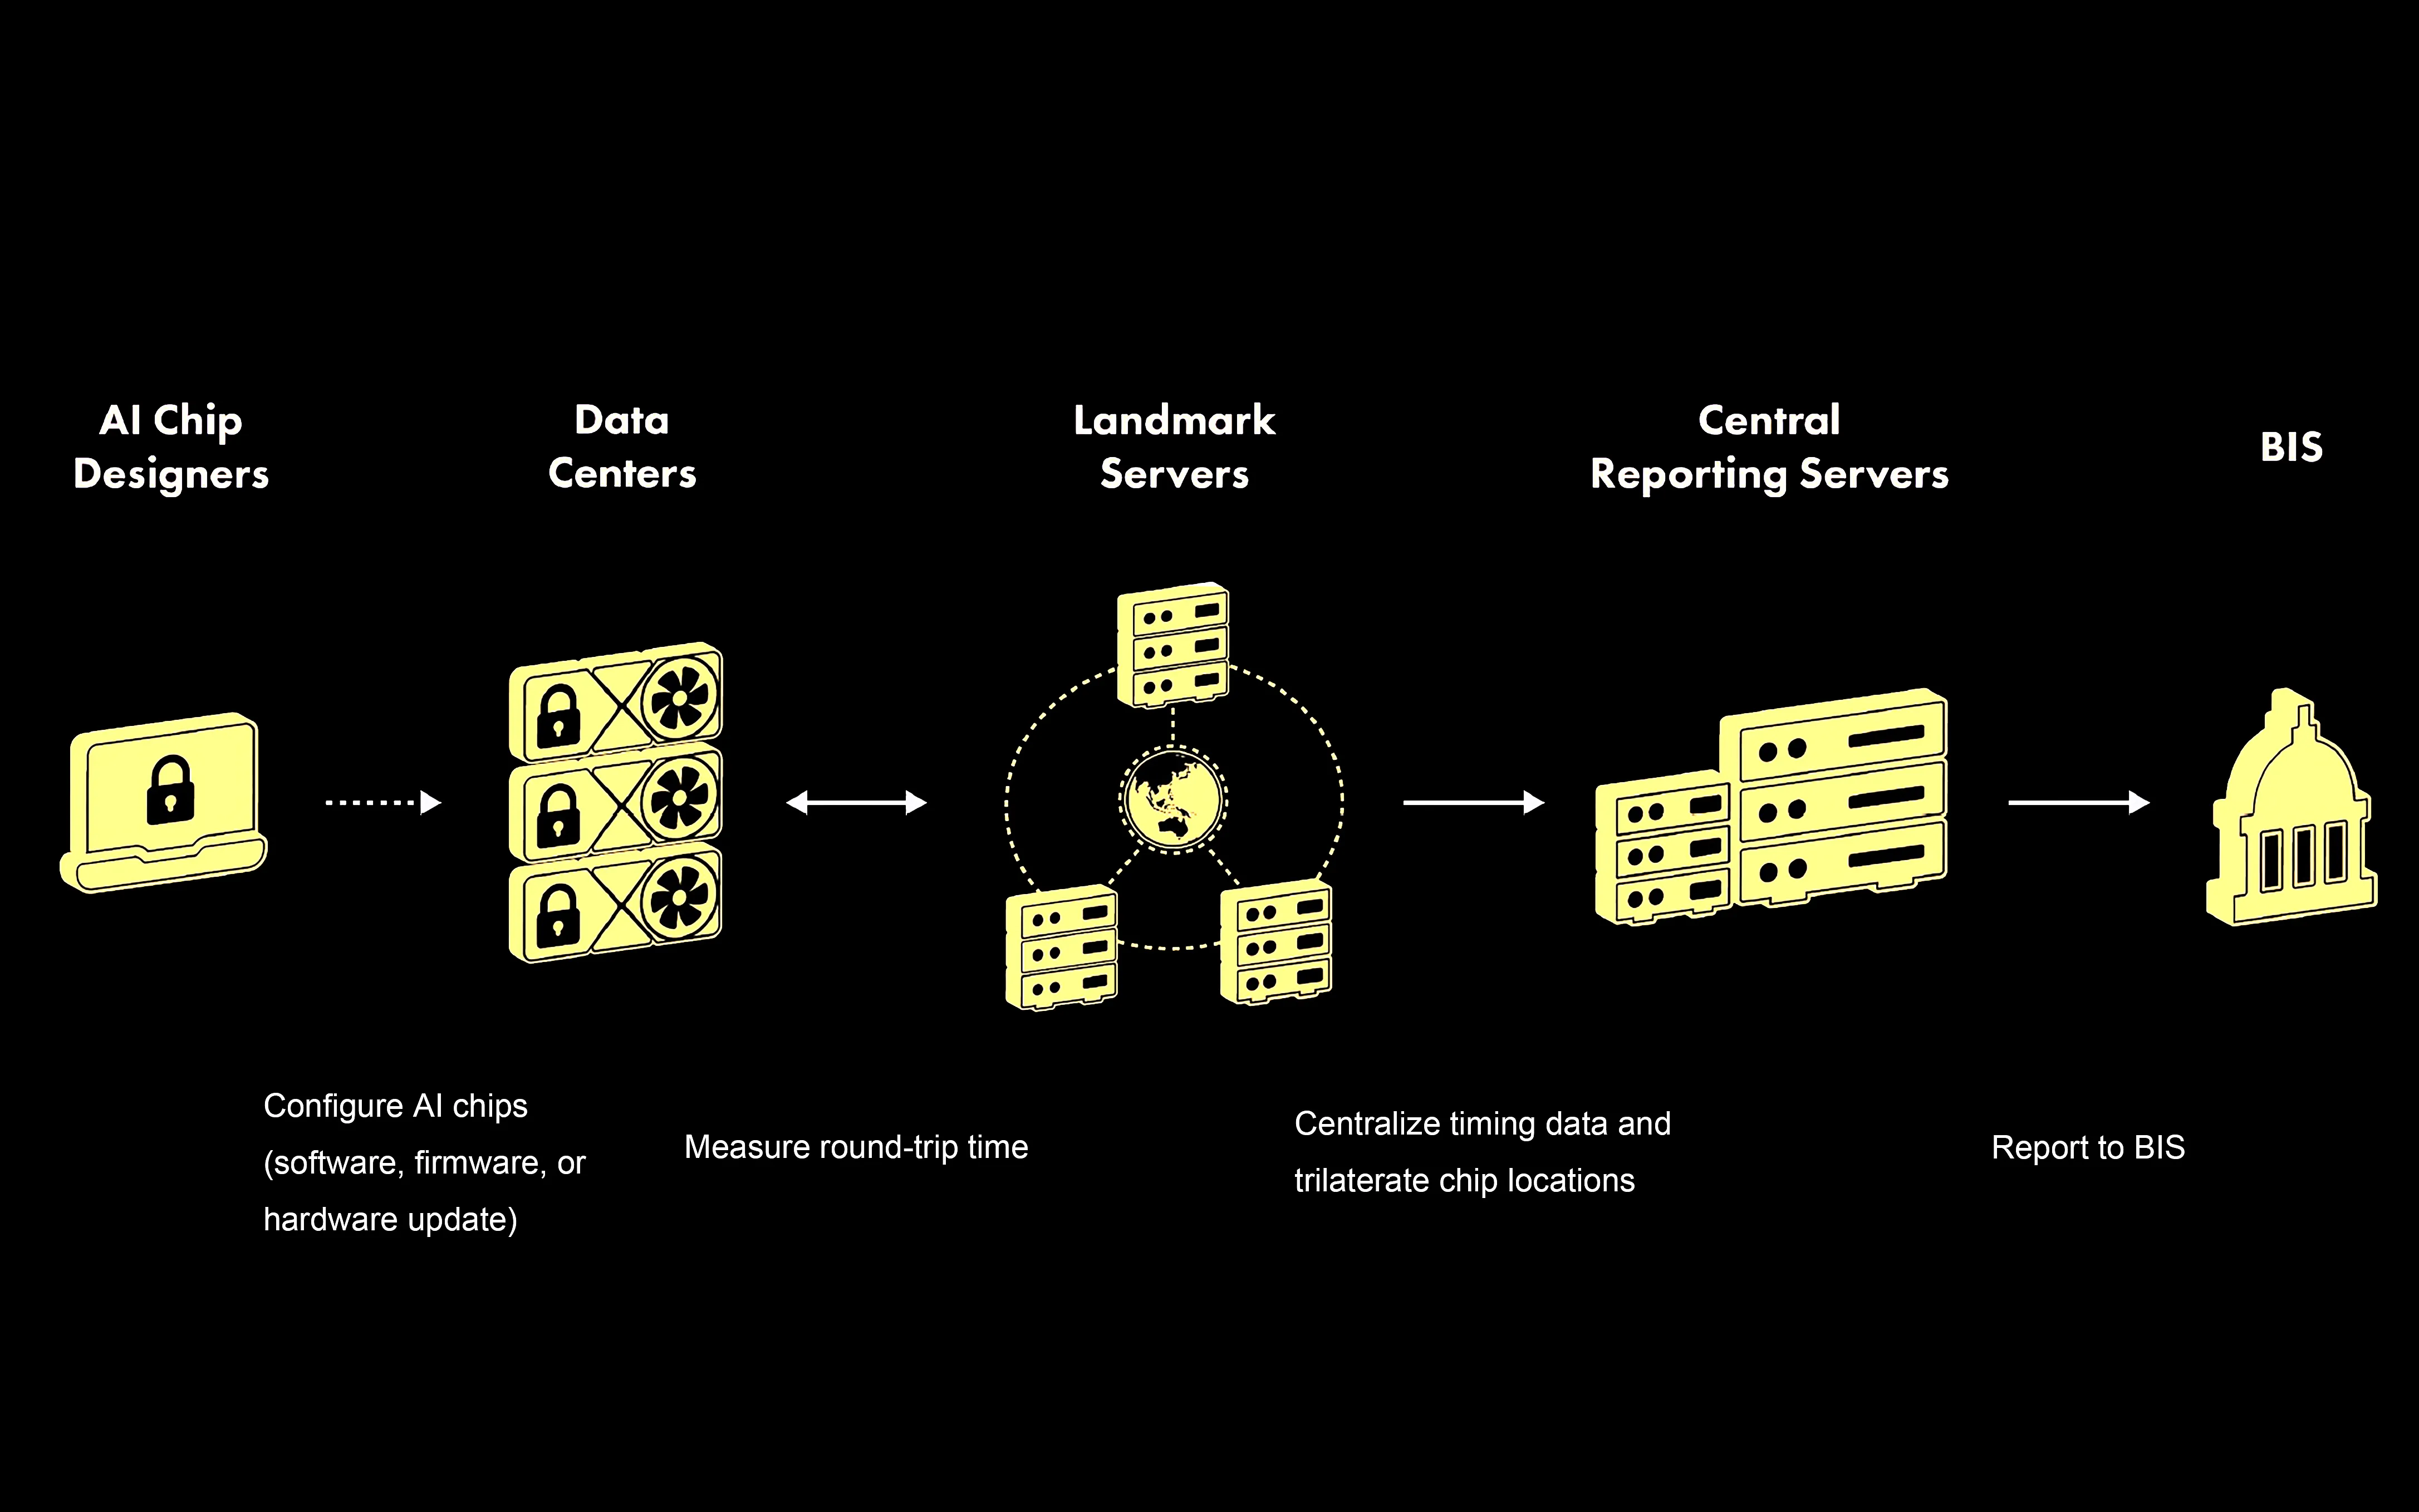 AI Chip
Designers
Data
Centers
Landmark
Servers
Central
Reporting Servers
BIS
Configure AI chips
(software, firmware, or
hardware update)
Measure round-trip time
Centralize timing data and
trilaterate chip locations
Report to BIS